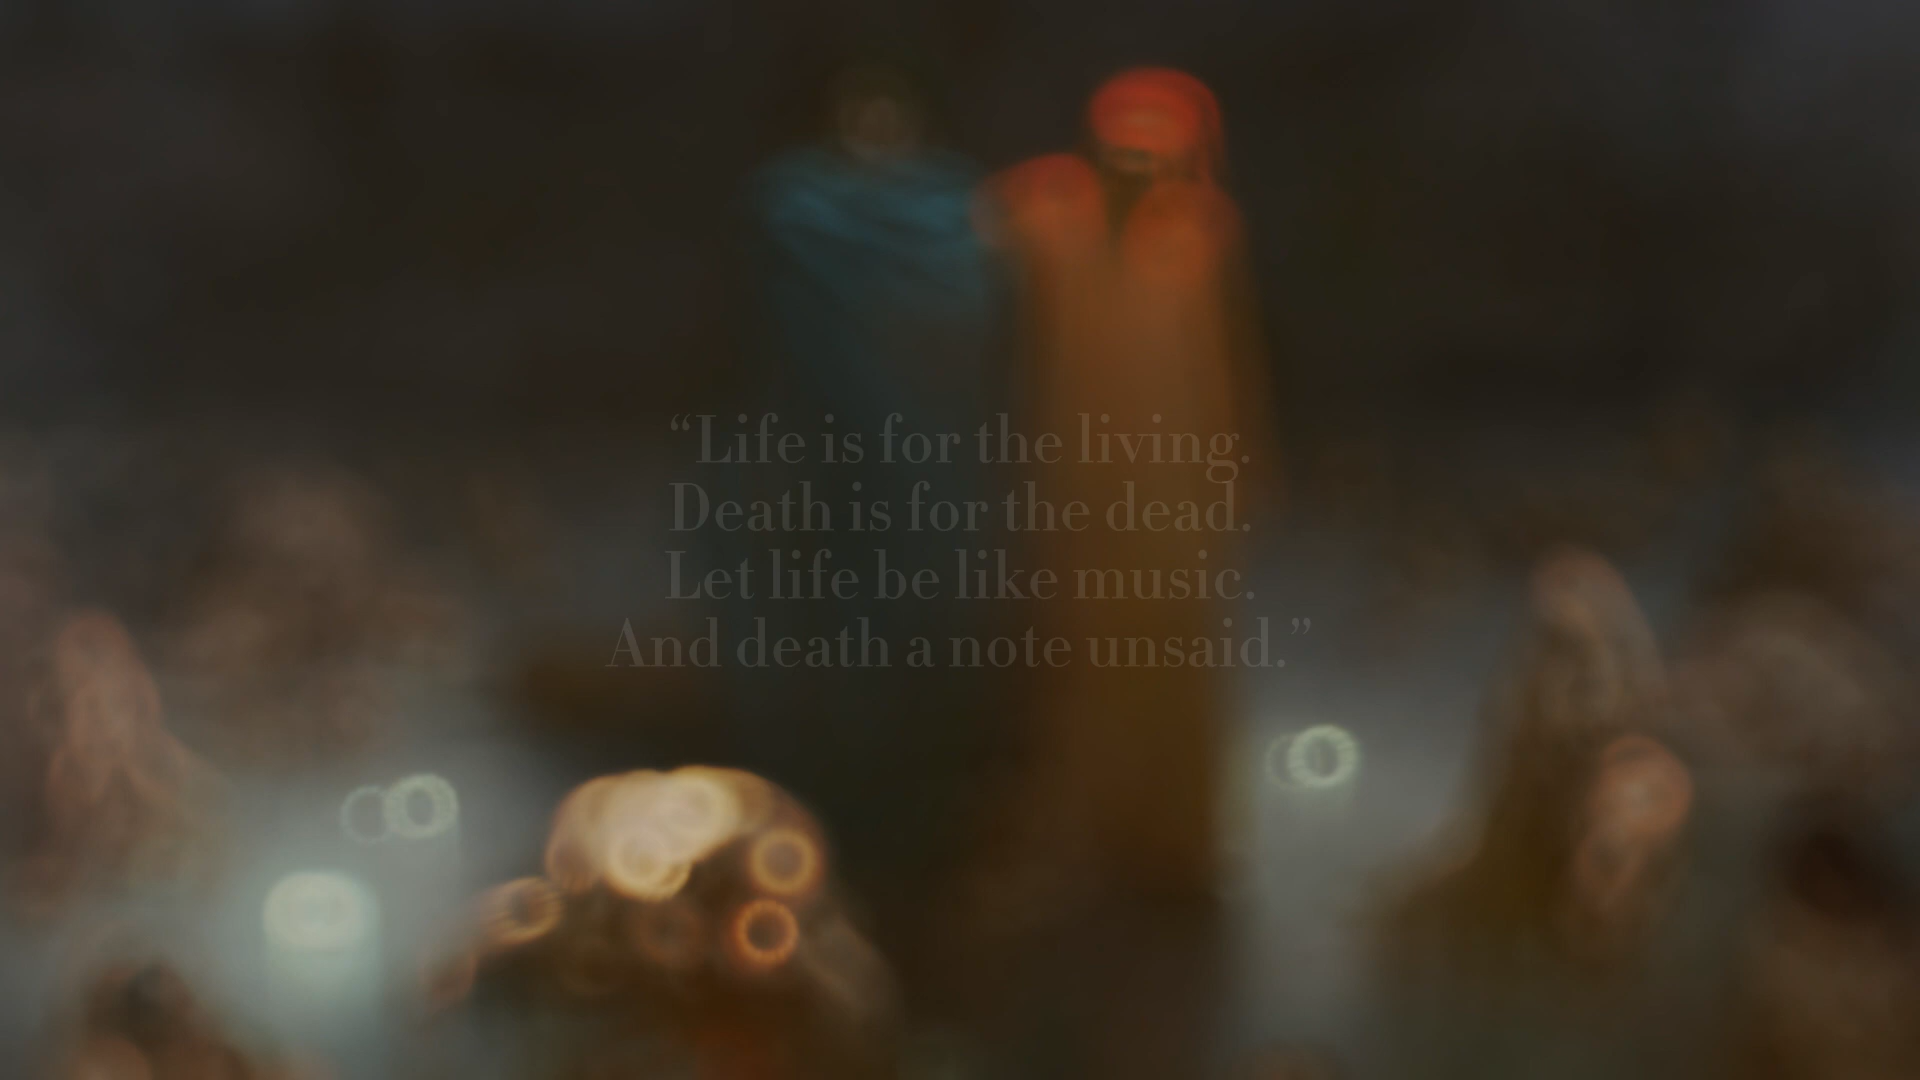 “Life is for the living.
Death is for the dead.
Let life be like music.
And death a note unsaid.”